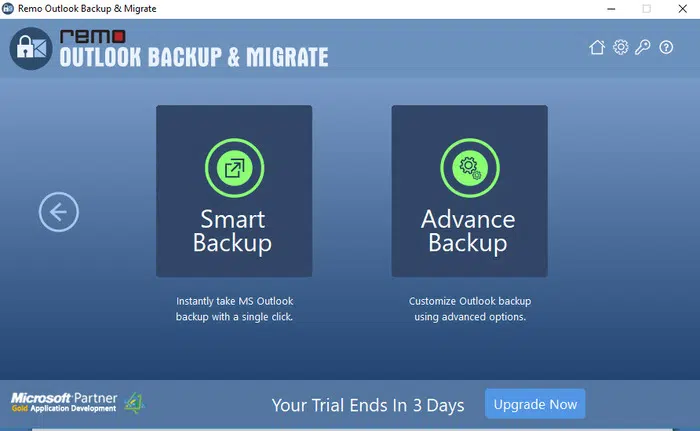 Remo Outlook Backup & Migrate
remo
OUTLOOK BACKUP & MIGRATE
Smart
Backup
Advance
Backup
Instantly take MS Outlook
backup with a single click.
Customize Outlook backup
using advanced options.
Microsoft Partner
Gold Application Development
Your Trial Ends In 3 Days
Upgrade Now